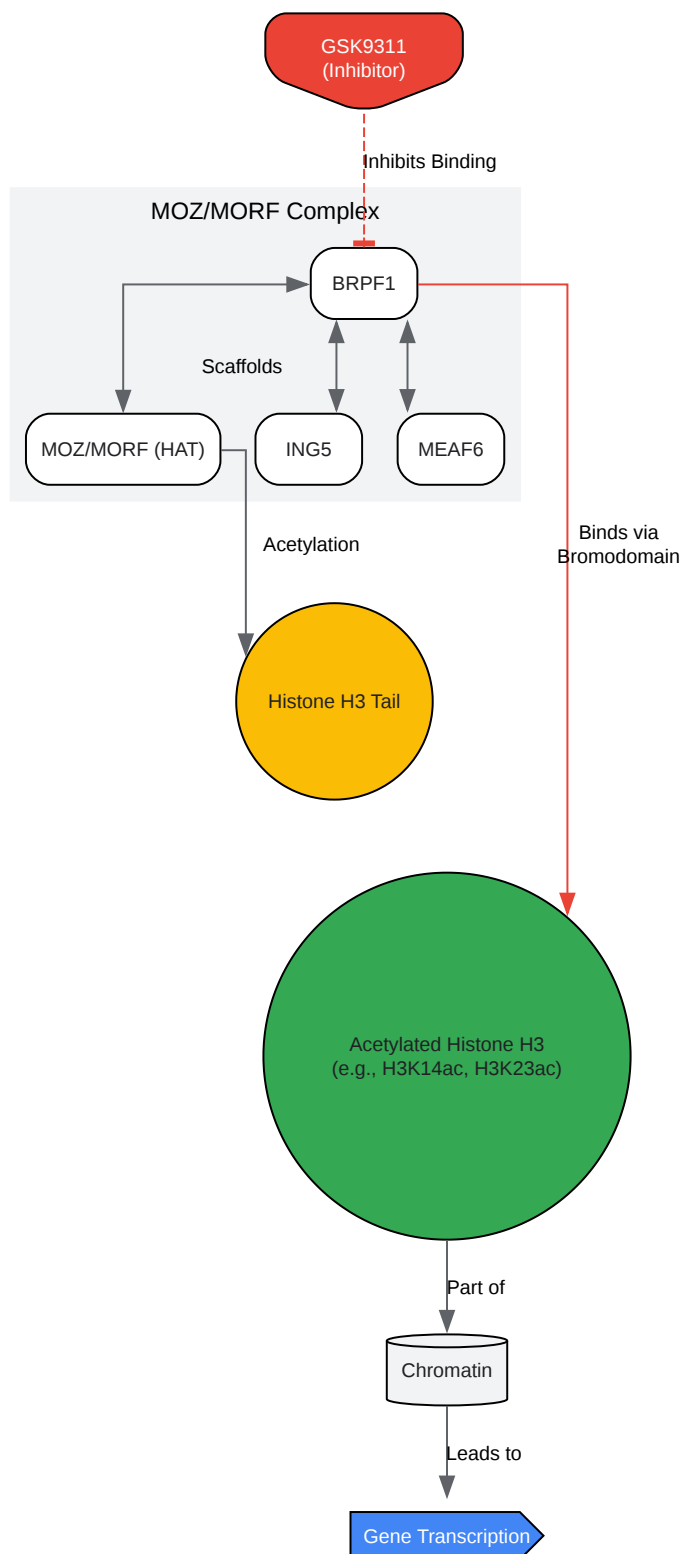 GSK9311
(Inhibitor)
Inhibits Binding
MOZ/MORF Complex
BRPF1
Scaffolds
MOZ/MORF (HAT)
ING5
MEAF6
Acetylation
Binds via
Bromodomain
Histone H3 Tail
Acetylated Histone H3
(e.g., H3K14ac, H3K23ac)
Part of
Chromatin
Leads to
Gene Transcription